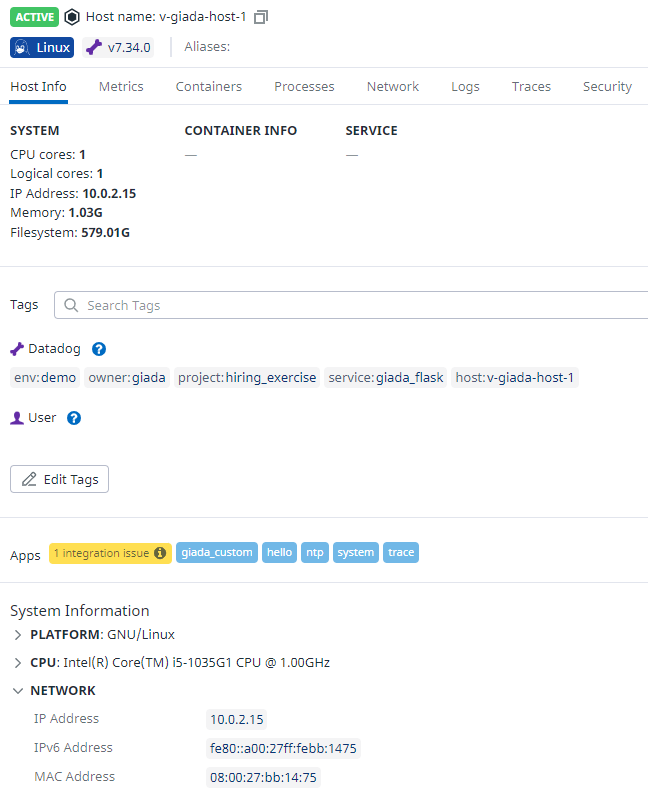 ACTIVE Host name: v-giada-host-1
Linux v7.34.0 Aliases:
Host Info Metrics Containers Processes Network Logs Traces Security
SYSTEM CONTAINER INFO SERVICE
CPU cores: 1 — —
Logical cores: 1
IP Address: 10.0.2.15
Memory: 1.03G
Filesystem: 579.01G
Tags Search Tags
Datadog ?
env:demo owner:giada project:hiring_exercise service:giada_flask host:v-giada-host-1
User ?
Edit Tags
Apps 1 integration issue i giada_custom hello ntp system trace
System Information
PLATFORM: GNU/Linux
CPU: Intel(R) Core(TM) i5-1035G1 CPU @ 1.00GHz
NETWORK
IP Address 10.0.2.15
IPv6 Address fe80::a00:27ff:febb:1475
MAC Address 08:00:27:bb:14:75